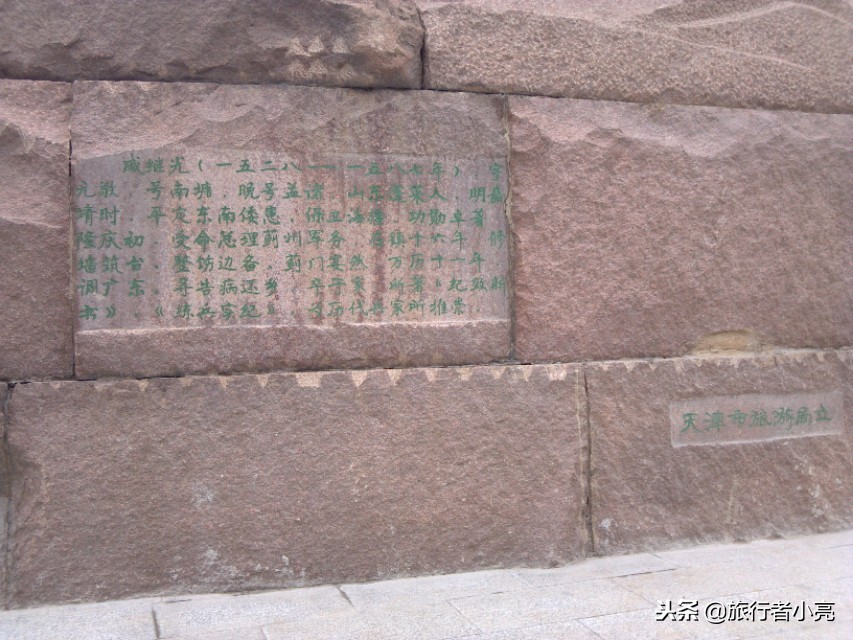 戚继光(一五二八——一五八七年)字
元敬,号南塘,晚号孟诸,山东蓬莱人,明嘉
靖时,平定东南倭患,保卫海疆,功勋卓著
隆庆初,受命总理蓟州军务,镇六十年,修
墙筑台,整饬边备,蓟门宴然。万历十一年
调广东,寻告病还乡,卒于家。所著《纪效新
书》、《练兵实纪》,为历代兵家所推崇
天津市旅游局立
头条 @旅行者小亮